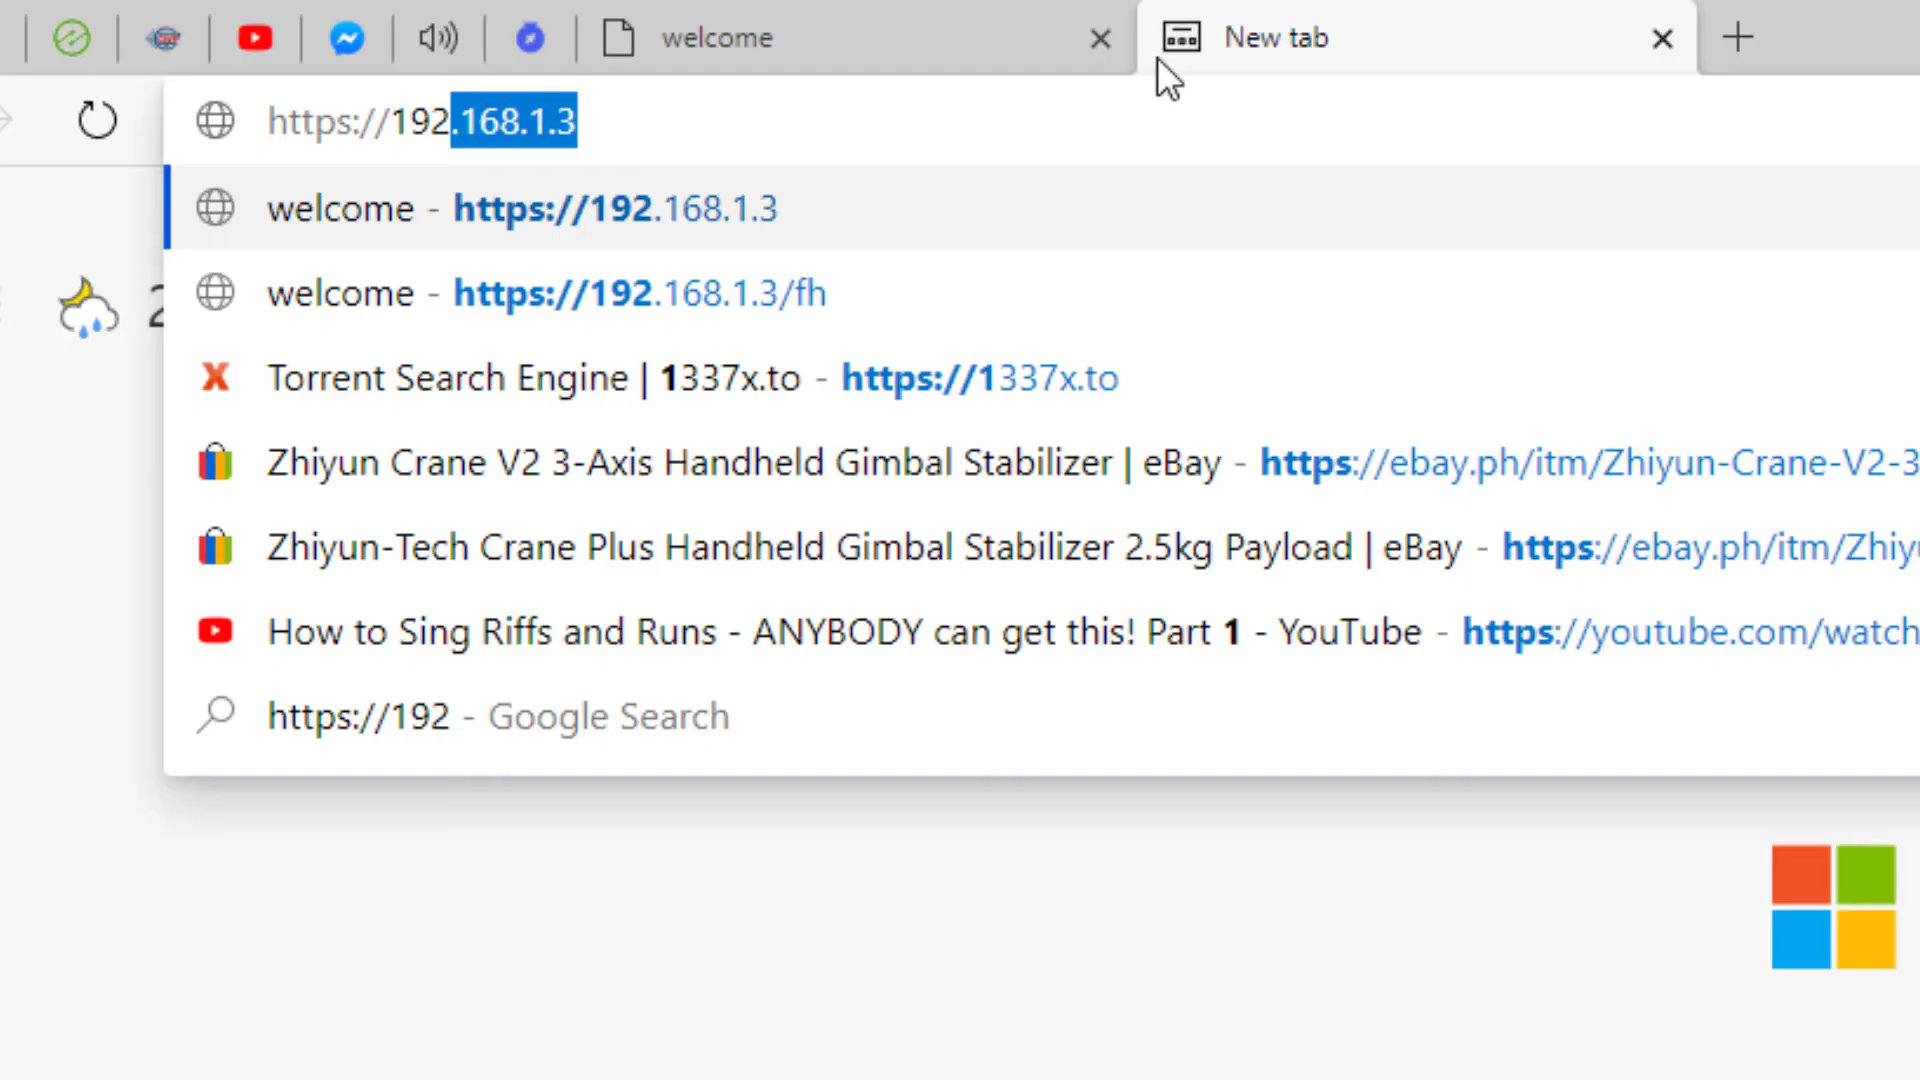 welcome
New tab
https://192.168.1.3
welcome - https://192.168.1.3
welcome - https://192.168.1.3/fh
2
Torrent Search Engine | 1337x.to - https://1337x.to
Zhiyun Crane V2 3-Axis Handheld Gimbal Stabilizer | eBay - https://ebay.ph/itm/Zhiyun-Crane-V2-3
Zhiyun-Tech Crane Plus Handheld Gimbal Stabilizer 2.5kg Payload | eBay - https://ebay.ph/itm/Zhiy
How to Sing Riffs and Runs - ANYBODY can get this! Part 1 - YouTube - https://youtube.com/watch
https://192 - Google Search